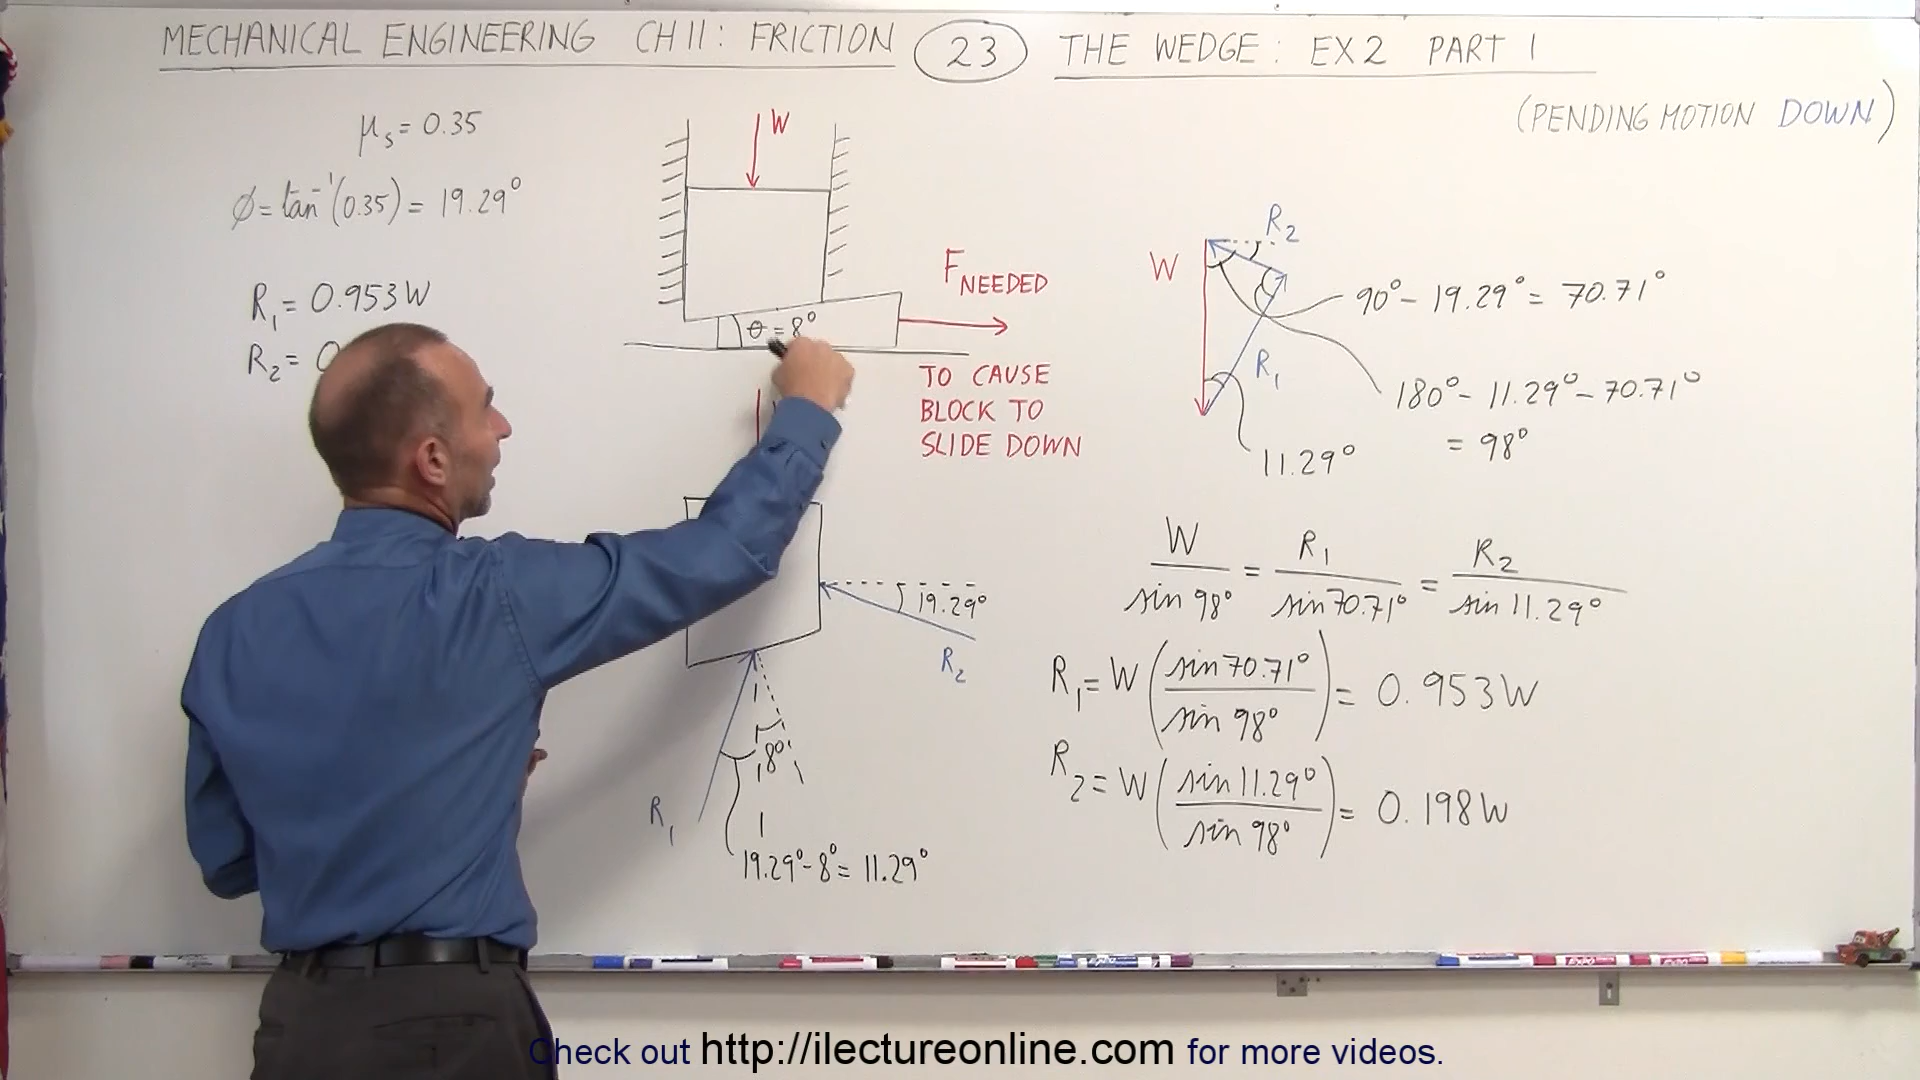 MECHANICAL ENGINEERING CH 11: FRICTION 23 THE WEDGE: EX 2 PART 1
(PENDING MOTION DOWN)
μs = 0.35
ø = tan⁻¹(0.35) = 19.29°
R₁ = 0.953W
R₂ = 0
W
θ = 8°
F NEEDED
TO CAUSE
BLOCK TO
SLIDE DOWN
19.29°
R₂
8°
R₁
19.29° - 8° = 11.29°
R₂
W
R₁
90° - 19.29° = 70.71°
180° - 11.29° - 70.71°
= 98°
11.29°
W/sin 98° = R₁/sin 70.71° = R₂/sin 11.29°
R₁ = W(sin 70.71°/sin 98°) = 0.953W
R₂ = W(sin 11.29°/sin 98°) = 0.198W
Check out http://ilectureonline.com for more videos.